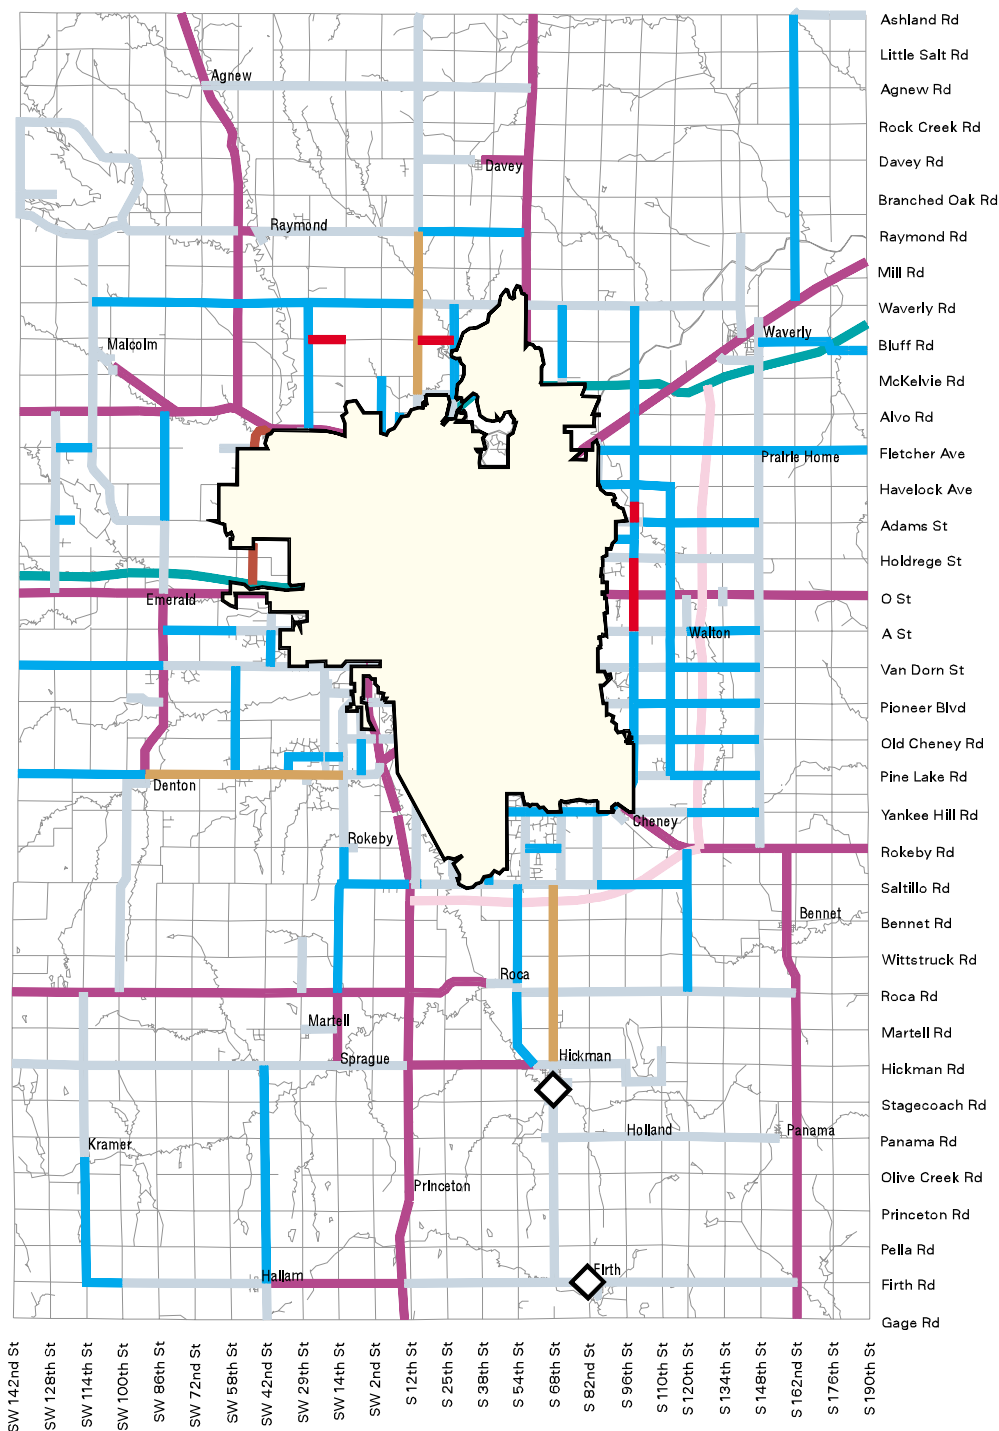 Ashland Rd
Little Salt Rd
Agnew
Agnew Rd
Rock Creek Rd
Davey
Davey Rd
Branched Oak Rd
Raymond
Raymond Rd
Mill Rd
Waverly Rd
Waverly
Malcolm
Bluff Rd
McKelvie Rd
Alvo Rd
Prairie Home
Fletcher Ave
Havelock Ave
Adams St
Holdrege St
Emerald
O St
Walton
A St
Van Dorn St
Pioneer Blvd
Old Cheney Rd
Denton
Pine Lake Rd
Cheney
Yankee Hill Rd
Rokeby
Rokeby Rd
Saltillo Rd
Bennet
Bennet Rd
Wittstruck Rd
Roca
Roca Rd
Martell
Martell Rd
Sprague
Hickman
Hickman Rd
Stagecoach Rd
Kramer
Holland
Panama
Panama Rd
Princeton
Olive Creek Rd
Princeton Rd
Pella Rd
Hallam
Firth
Firth Rd
Gage Rd
SW 142nd St
SW 128th St
SW 114th St
SW 100th St
SW 86th St
SW 72nd St
SW 58th St
SW 42nd St
SW 29th St
SW 14th St
SW 2nd St
S 12th St
S 25th St
S 38th St
S 54th St
S 68th St
S 82nd St
S 96th St
S 110th St
S 120th St
S 134th St
S 148th St
S 162nd St
S 176th St
S 190th St